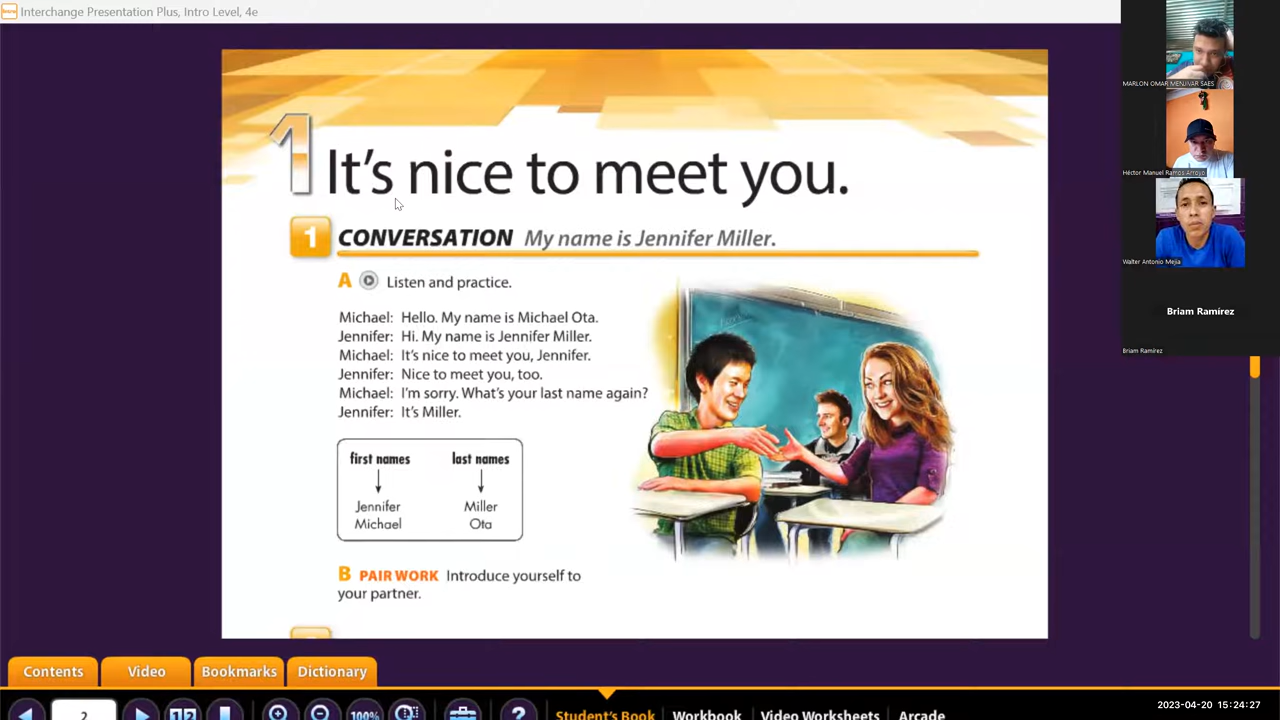 Interchange Presentation Plus, Intro Level, 4e
1 It's nice to meet you.
1 CONVERSATION My name is Jennifer Miller.
A Listen and practice.
Michael: Hello. My name is Michael Ota.
Jennifer: Hi. My name is Jennifer Miller.
Michael: It's nice to meet you, Jennifer.
Jennifer: Nice to meet you, too.
Michael: I'm sorry. What's your last name again?
Jennifer: It's Miller.
first names last names
Jennifer Miller
Michael Ota
B PAIR WORK Introduce yourself to
your partner.
MARLON OMAR MENJIVAR SAES
Héctor Manuel Ramos Arroyo
Walter Antonio Mejia
Briam Ramírez
Briam Ramírez
Contents Video Bookmarks Dictionary
2 100% ? Student's Book Workbook Video Worksheets Arcade
2023-04-20 15:24:27